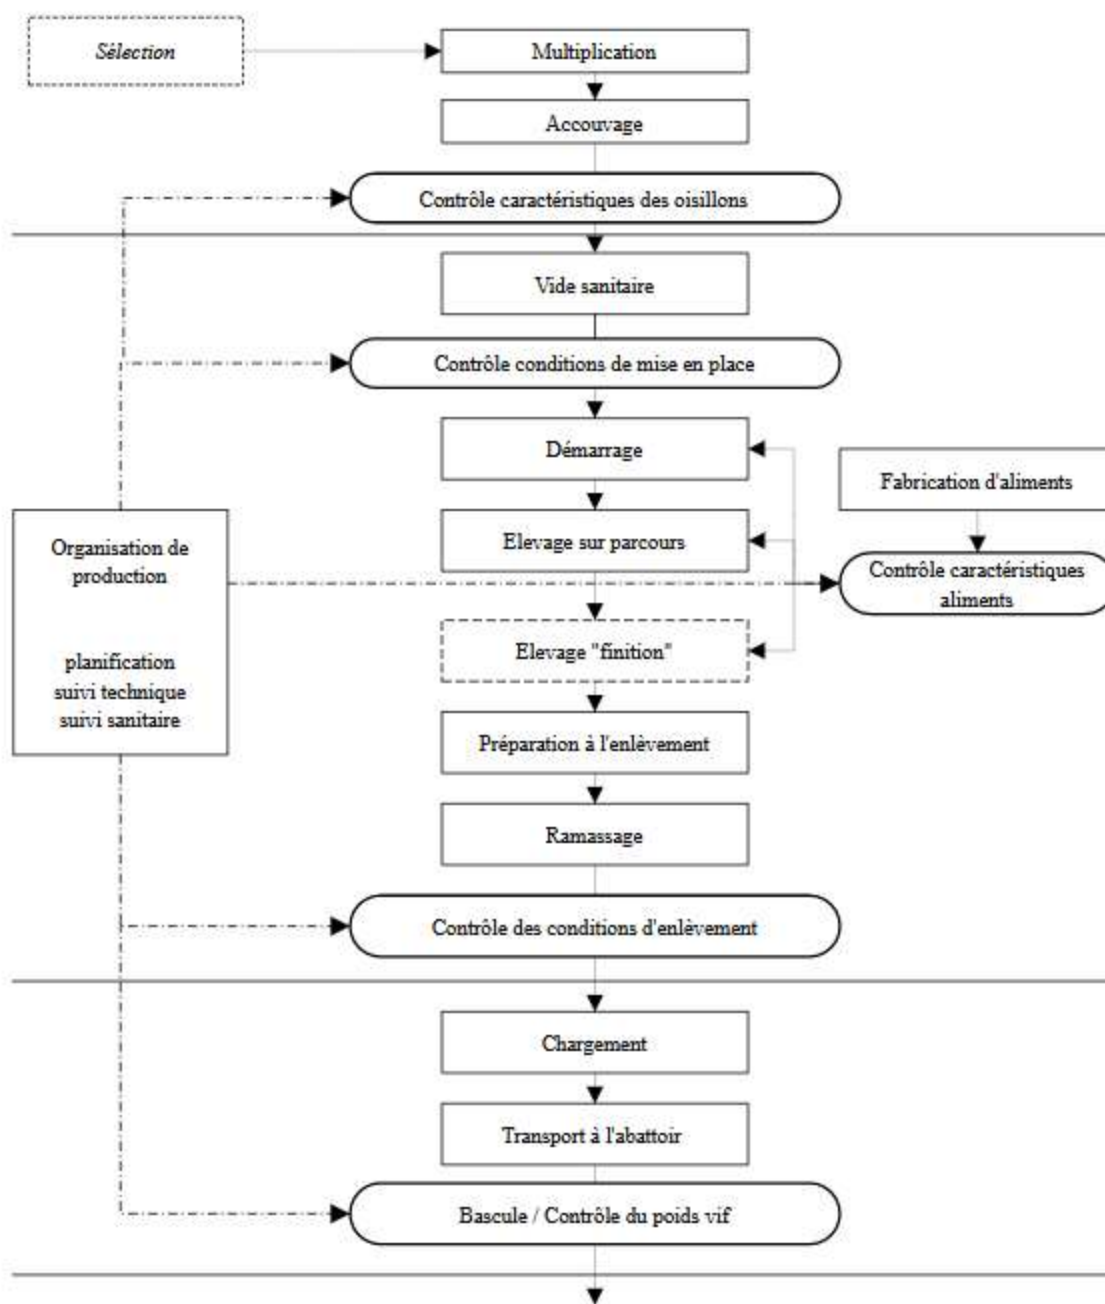 Sélection
Multiplication
Accouvage
Contrôle caractéristiques des oisillons
Vide sanitaire
Contrôle conditions de mise en place
Démarrage
Fabrication d'aliments
Elevage sur parcours
Organisation de
production
Contrôle caractéristiques
aliments
Elevage "finition"
planification
suivi technique
suivi sanitaire
Préparation à l'enlèvement
Ramassage
Contrôle des conditions d'enlèvement
Chargement
Transport à l'abattoir
Bascule / Contrôle du poids vif